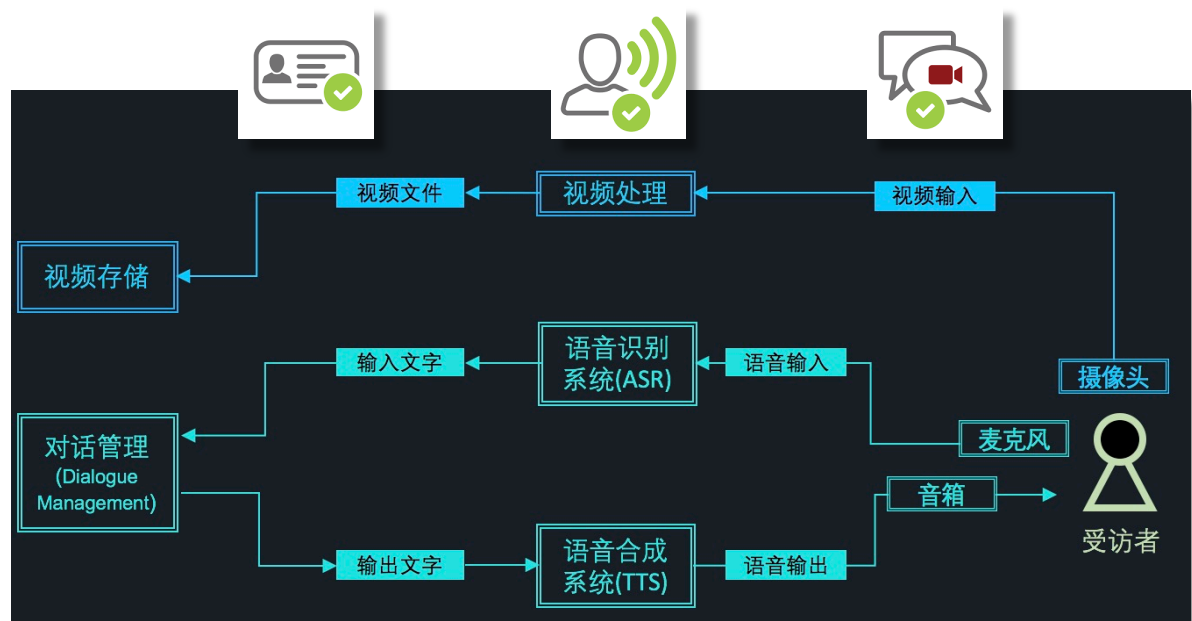 视频文件
视频处理
视频输入
视频存储
输入文字
语音识别
系统(ASR)
语音输入
摄像头
对话管理
(Dialogue
Management)
麦克风
音箱
受访者
输出文字
语音合成
系统(TTS)
语音输出